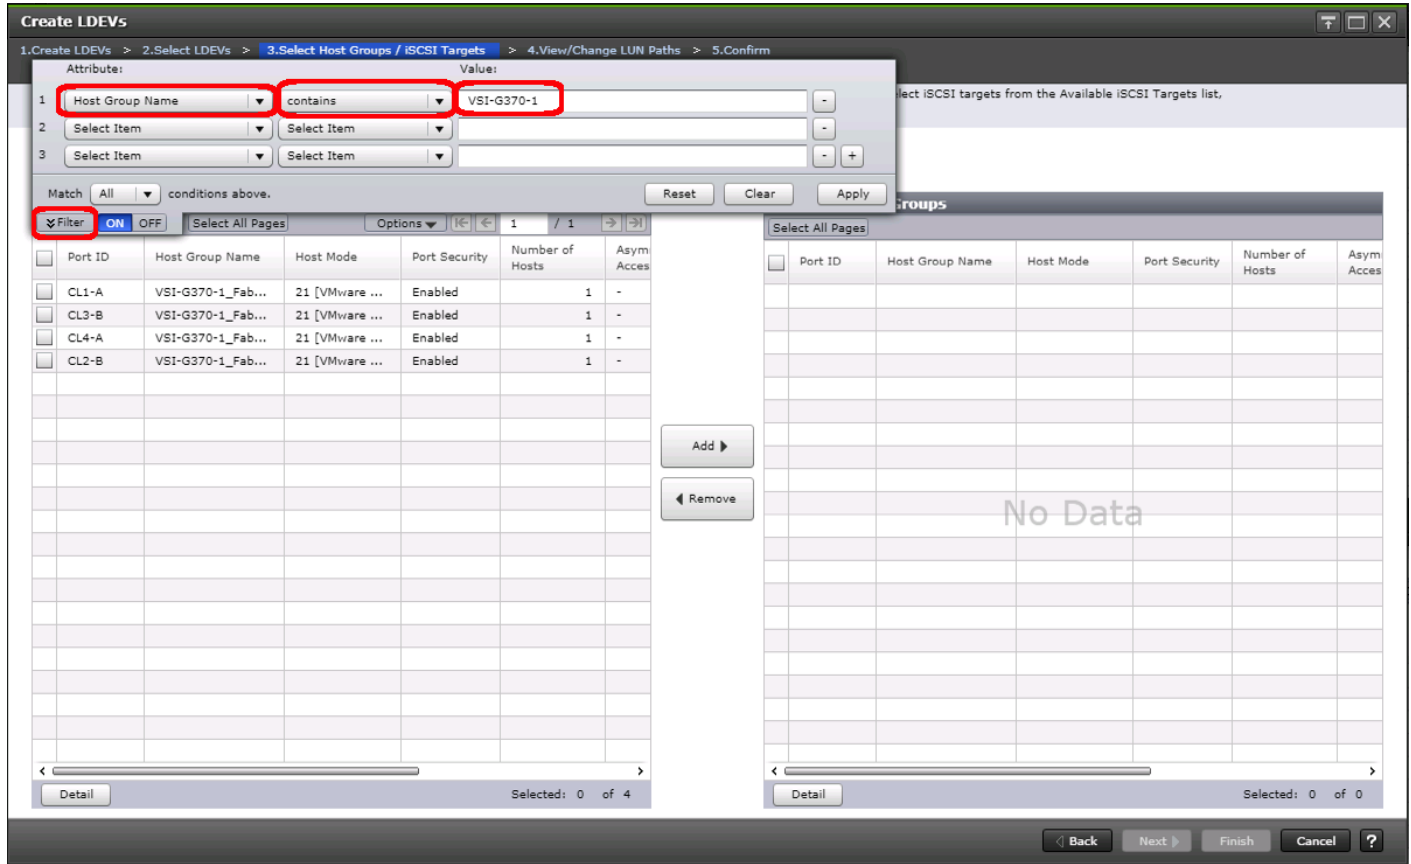 Create LDEVs
1.Create LDEVs > 2.Select LDEVs > 3.Select Host Groups / iSCSI Targets > 4.View/Change LUN Paths > 5.Confirm
Attribute: Value:
lect iSCSI targets from the Available iSCSI Targets list,
1 Host Group Name contains VSI-G370-1 -
2 Select Item Select Item -
3 Select Item Select Item - +
Match All conditions above. Reset Clear Apply
Groups
Filter ON OFF Select All Pages Options 1 / 1
Select All Pages
Port ID Host Group Name Host Mode Port Security Number of Hosts Asym Acces
CL1-A VSI-G370-1_Fab... 21 [VMware ... Enabled 1 -
CL3-B VSI-G370-1_Fab... 21 [VMware ... Enabled 1 -
CL4-A VSI-G370-1_Fab... 21 [VMware ... Enabled 1 -
CL2-B VSI-G370-1_Fab... 21 [VMware ... Enabled 1 -
Add
Remove
Port ID Host Group Name Host Mode Port Security Number of Hosts Asym Acces
No Data
Detail Selected: 0 of 4
Detail Selected: 0 of 0
Back Next Finish Cancel ?